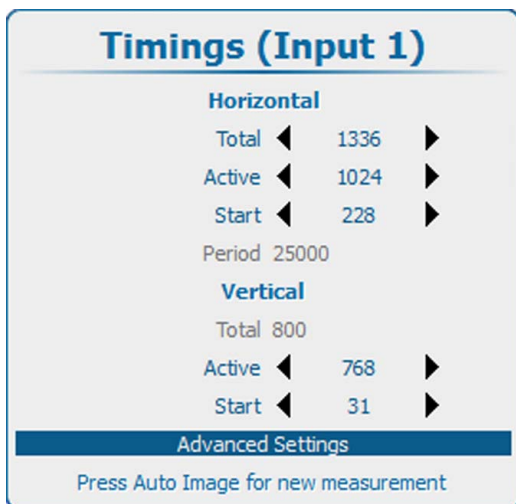 Timings (Input 1)
Horizontal
Total 1336
Active 1024
Start 228
Period 25000
Vertical
Total 800
Active 768
Start 31
Advanced Settings
Press Auto Image for new measurement